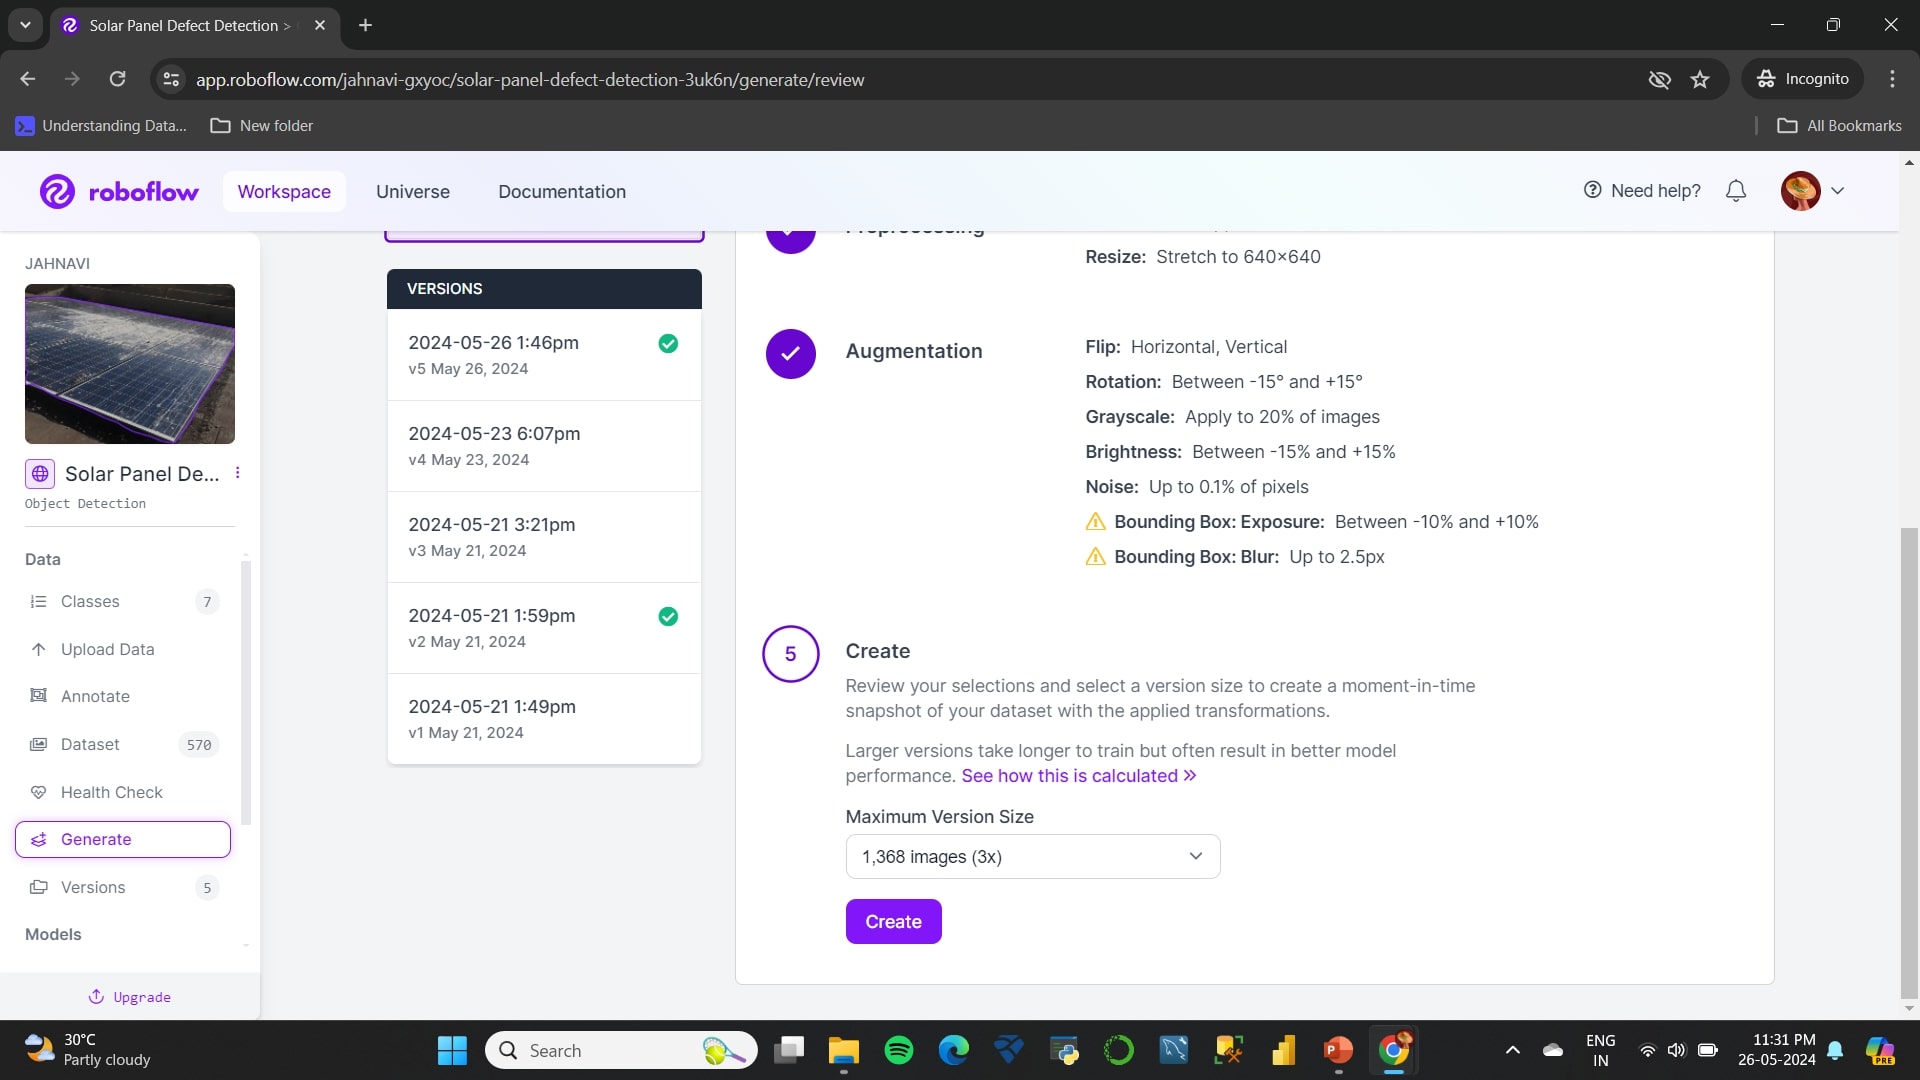 Solar Panel Defect Detection >
app.roboflow.com/jahnavi-gxyoc/solar-panel-defect-detection-3uk6n/generate/review
Incognito
Understanding Data...
New folder
All Bookmarks
roboflow
Workspace
Universe
Documentation
Need help?
JAHNAVI
Solar Panel De...
Object Detection
Data
Classes 7
Upload Data
Annotate
Dataset 570
Health Check
Generate
Versions 5
Models
Upgrade
VERSIONS
2024-05-26 1:46pm
v5 May 26, 2024
2024-05-23 6:07pm
v4 May 23, 2024
2024-05-21 3:21pm
v3 May 21, 2024
2024-05-21 1:59pm
v2 May 21, 2024
2024-05-21 1:49pm
v1 May 21, 2024
Preprocessing
Resize: Stretch to 640×640
Augmentation
Flip: Horizontal, Vertical
Rotation: Between -15° and +15°
Grayscale: Apply to 20% of images
Brightness: Between -15% and +15%
Noise: Up to 0.1% of pixels
Bounding Box: Exposure: Between -10% and +10%
Bounding Box: Blur: Up to 2.5px
5
Create
Review your selections and select a version size to create a moment-in-time
snapshot of your dataset with the applied transformations.
Larger versions take longer to train but often result in better model
performance. See how this is calculated »
Maximum Version Size
1,368 images (3x)
Create
30°C
Partly cloudy
Search
ENG
IN
11:31 PM
26-05-2024
PRE